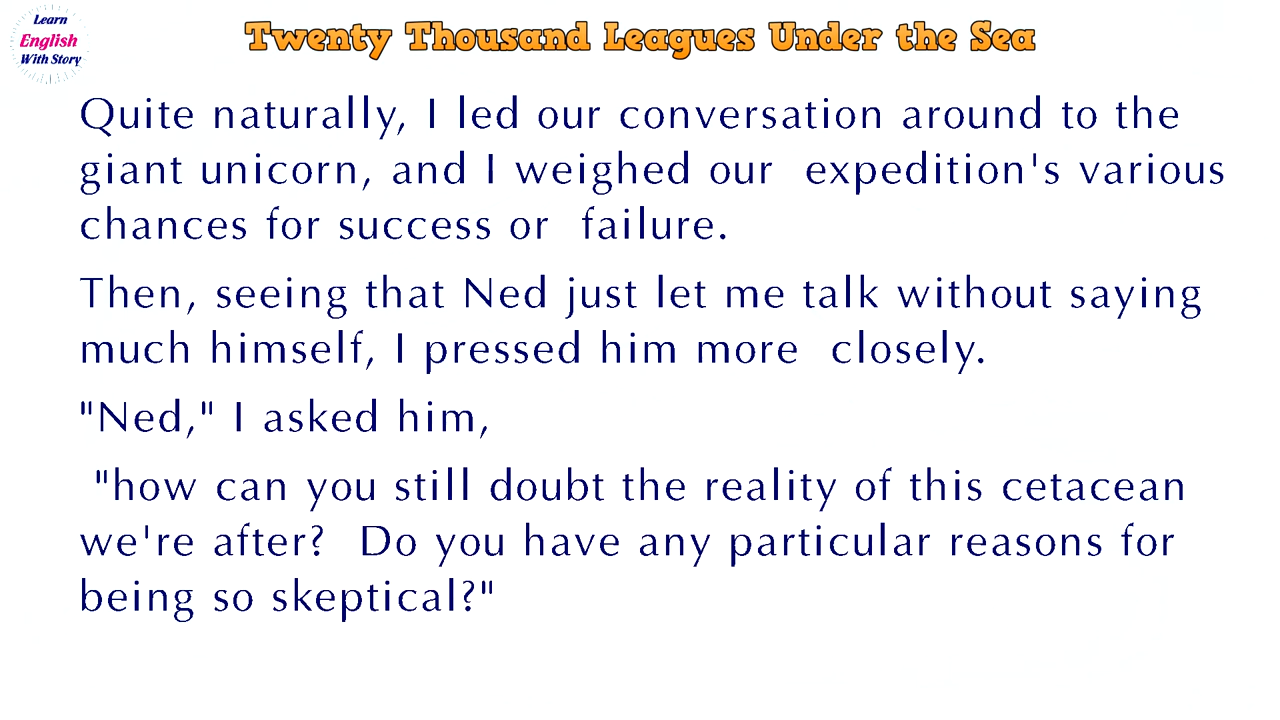 Learn
English
With Story
Twenty Thousand Leagues Under the Sea
Quite naturally, I led our conversation around to the
giant unicorn, and I weighed our  expedition's various
chances for success or  failure.
Then, seeing that Ned just let me talk without saying
much himself, I pressed him more  closely.
"Ned," I asked him,
"how can you still doubt the reality of this cetacean
we're after?  Do you have any particular reasons for
being so skeptical?"